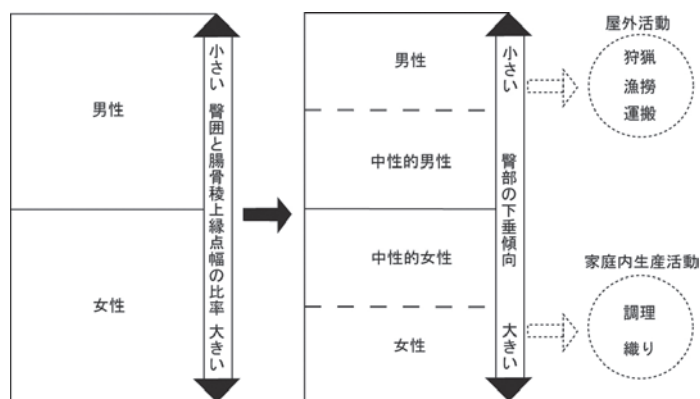 男性
女性
小さい 臀囲と腸骨稜上縁点幅の比率 大きい
男性
中性的男性
中性的女性
女性
小さい 臀部の下垂傾向 大きい
屋外活動
狩猟
漁撈
運搬
家庭内生産活動
調理
織り